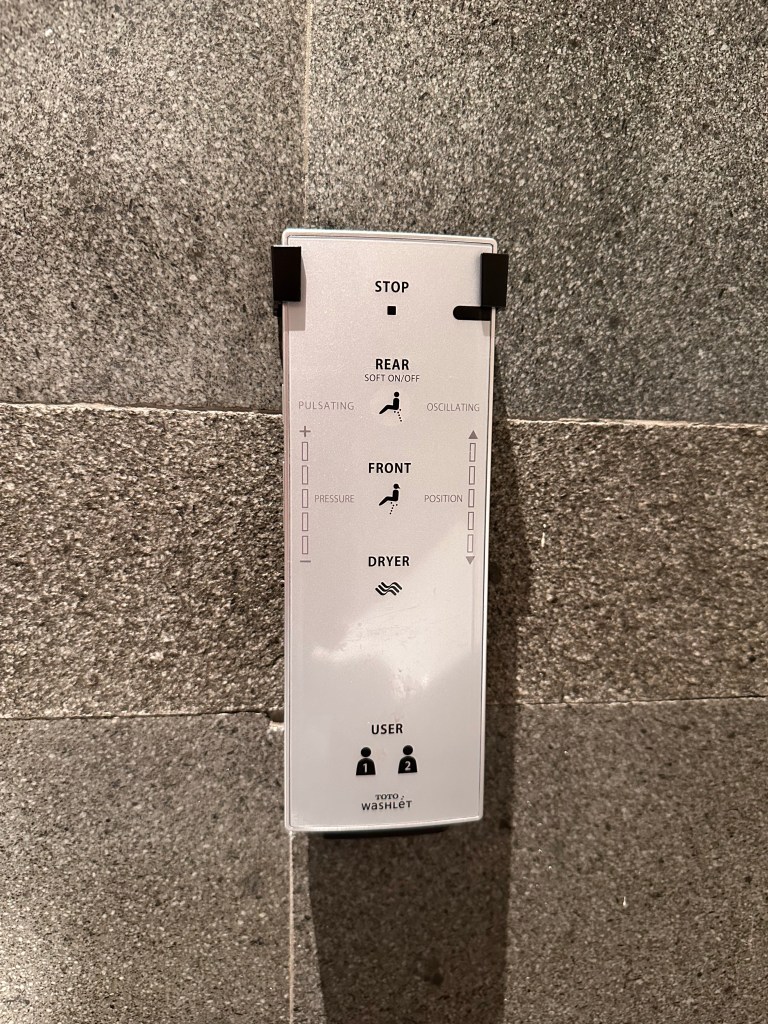 STOP
REAR
SOFT ON/OFF
PULSATING OSCILLATING
+
FRONT
PRESSURE POSITION
−
DRYER
USER
1 2
TOTO
WASHLET